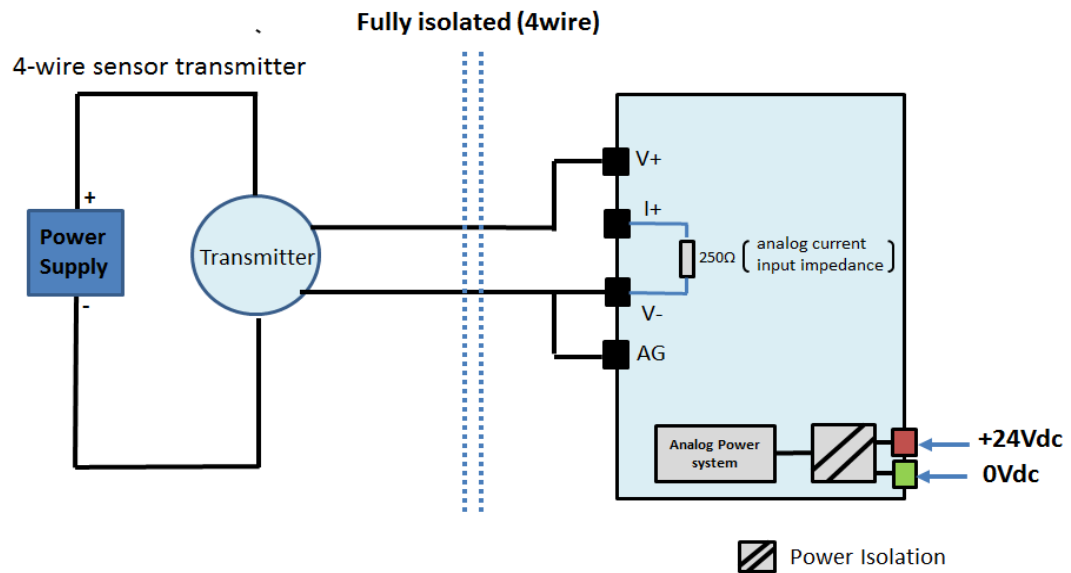 Fully isolated (4wire)
4-wire sensor transmitter
+
Power
Supply
-
Transmitter
V+
I+
250Ω
analog current
input impedance
V-
AG
Analog Power
system
+24Vdc
0Vdc
Power Isolation